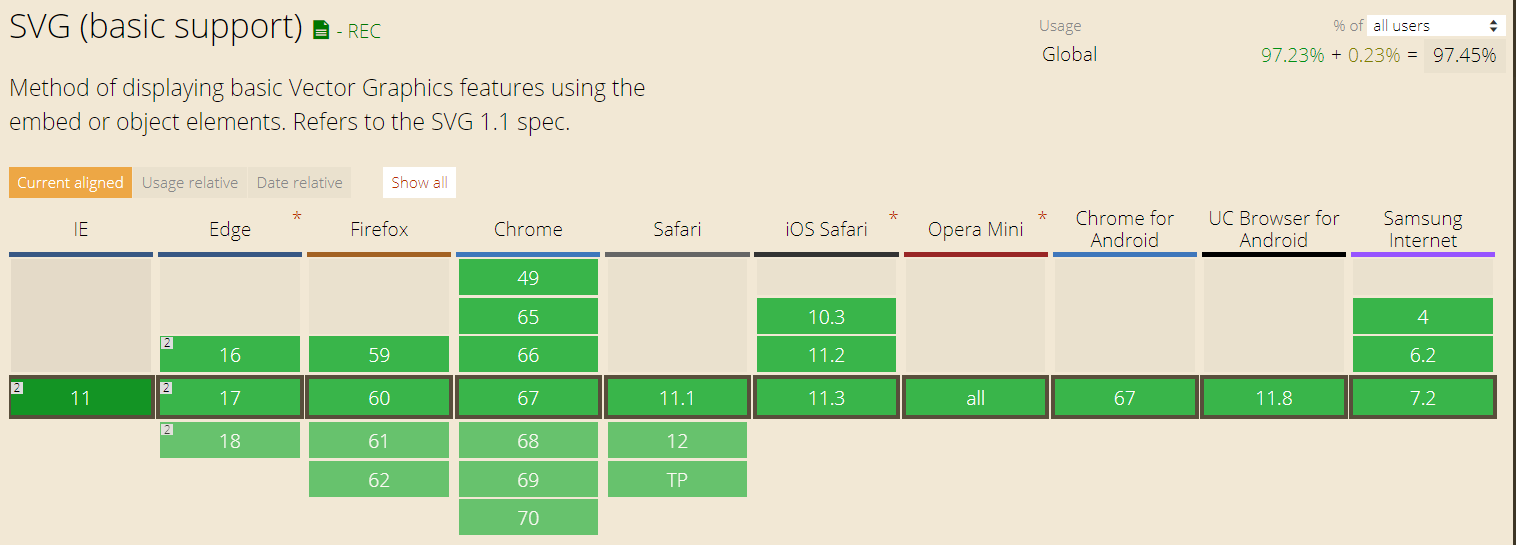 SVG (basic support) - REC
Usage % of all users
Global 97.23% + 0.23% = 97.45%
Method of displaying basic Vector Graphics features using the
embed or object elements. Refers to the SVG 1.1 spec.
Current aligned Usage relative Date relative Show all
IE Edge * Firefox Chrome Safari iOS Safari * Opera Mini * Chrome for Android UC Browser for Android Samsung Internet
49
65 10.3 4
2 16 59 66 11.2 6.2
2 11 2 17 60 67 11.1 11.3 all 67 11.8 7.2
2 18 61 68 12
62 69 TP
70